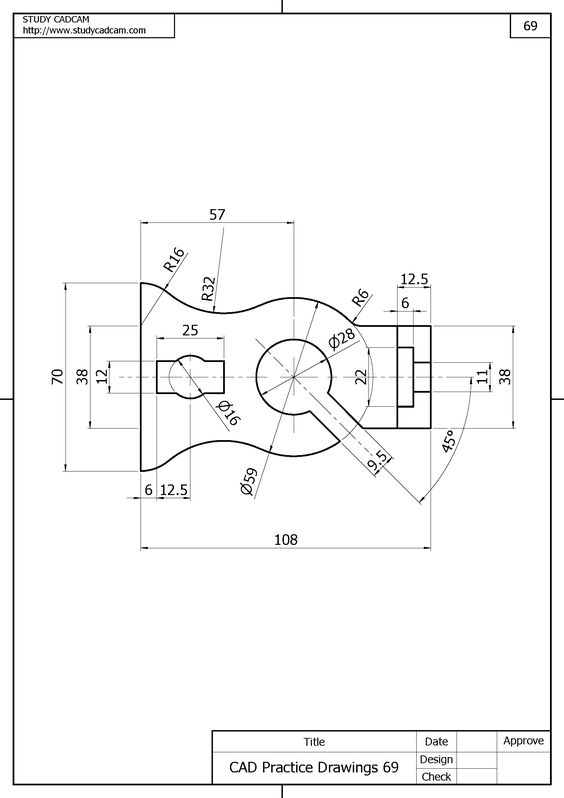 STUDY CADCAM
http://www.studycadcam.com
69
57
R16
R32
12.5
R6
6
25
Ø28
70
38
12
22
11
38
Ø16
45°
9.5
Ø59
6
12.5
108
Title
Date
Approve
CAD Practice Drawings 69
Design
Check